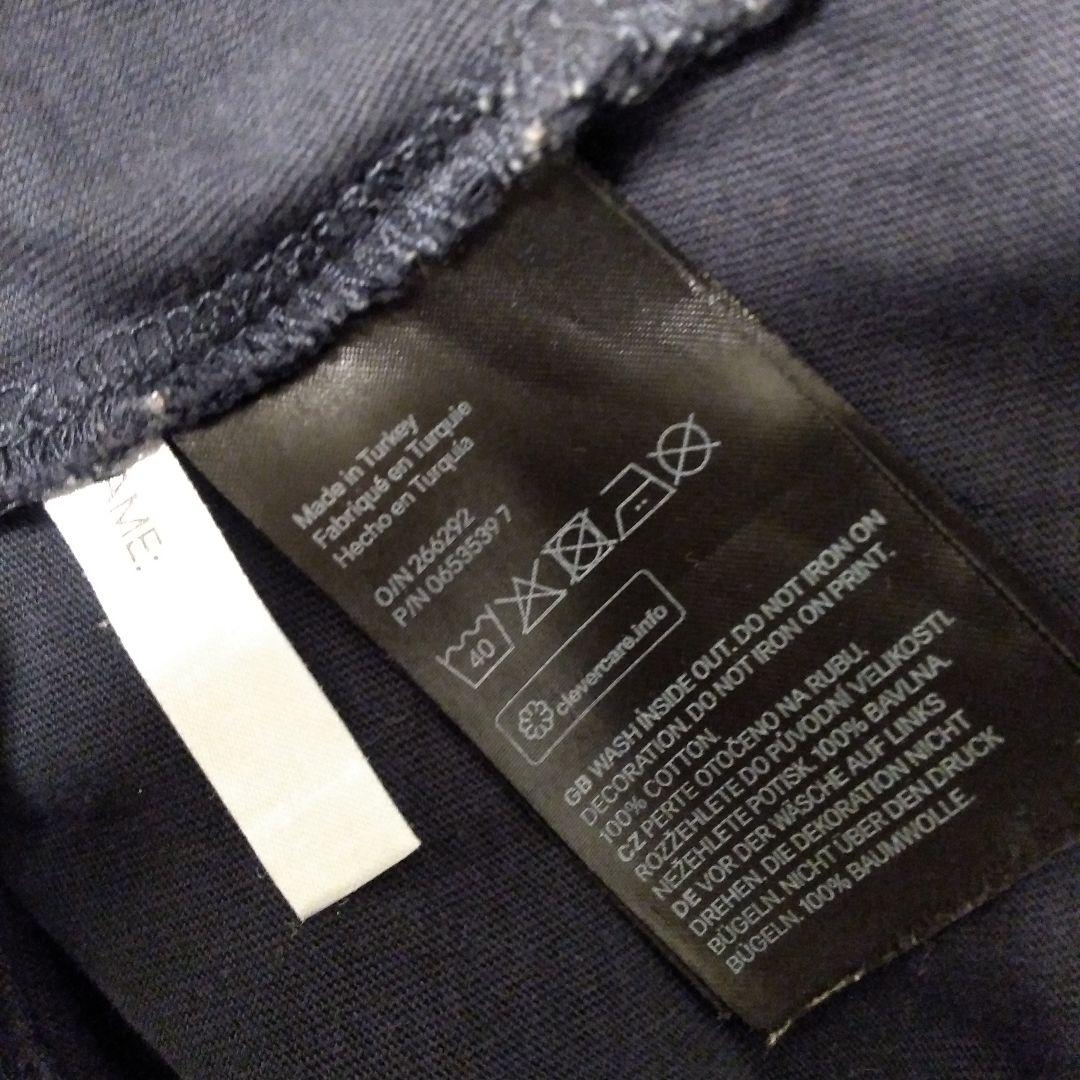 AME:
Made in Turkey
Fabriqué en Turquie
Hecho en Turquía
O/N 266292
P/N 0653539 7
40
clevercare.info
GB WASH INSIDE OUT. DO NOT IRON ON
DECORATION. DO NOT IRON ON PRINT.
100% COTTON.
CZ PERTE OTOČENO NA RUBU.
ROZŽEHLETE DO PŮVODNÍ VELIKOSTI.
NEŽEHLETE POTISK. 100% BAVLNA.
DE VOR DER WÄSCHE AUF LINKS
DREHEN. DIE DEKORATION NICHT
BÜGELN. NICHT ÜBER DEN DRUCK
BÜGELN. 100% BAUMWOLLE.